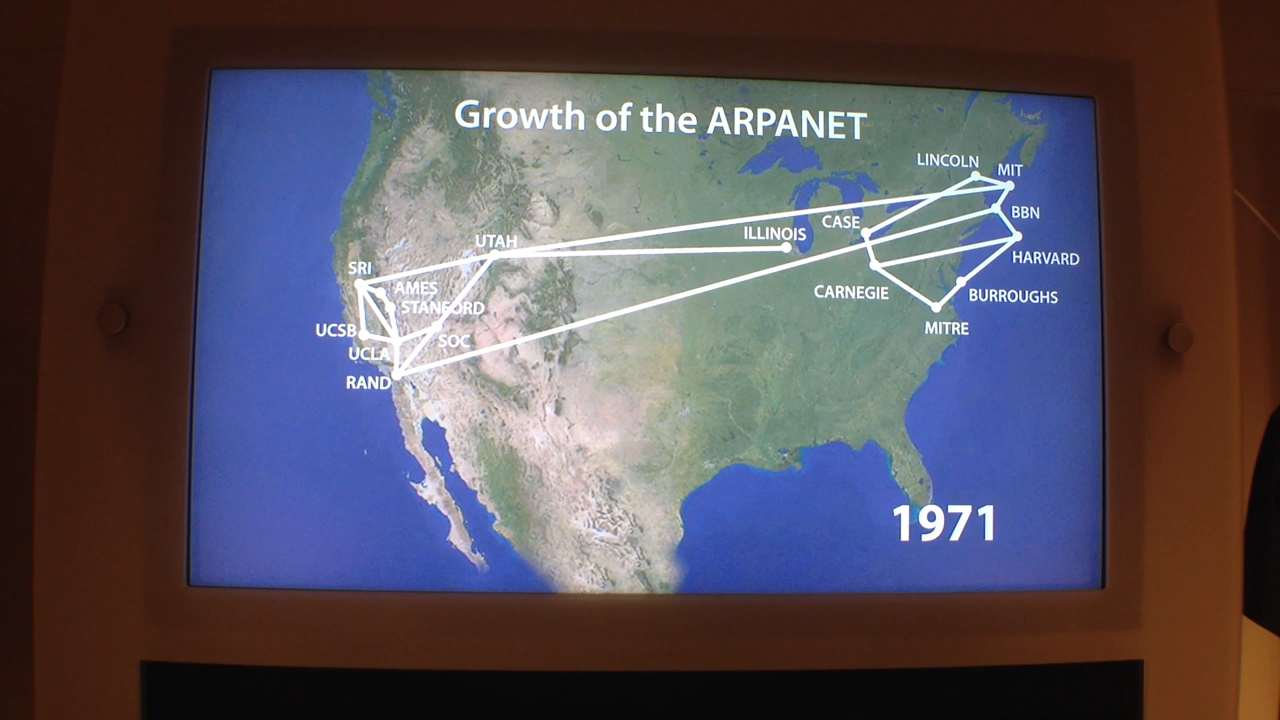 Growth of the ARPANET
LINCOLN
MIT
BBN
CASE
ILLINOIS
UTAH
HARVARD
SRI
AMES
CARNEGIE
BURROUGHS
STANFORD
MITRE
UCSB
SOC
UCLA
RAND
1971